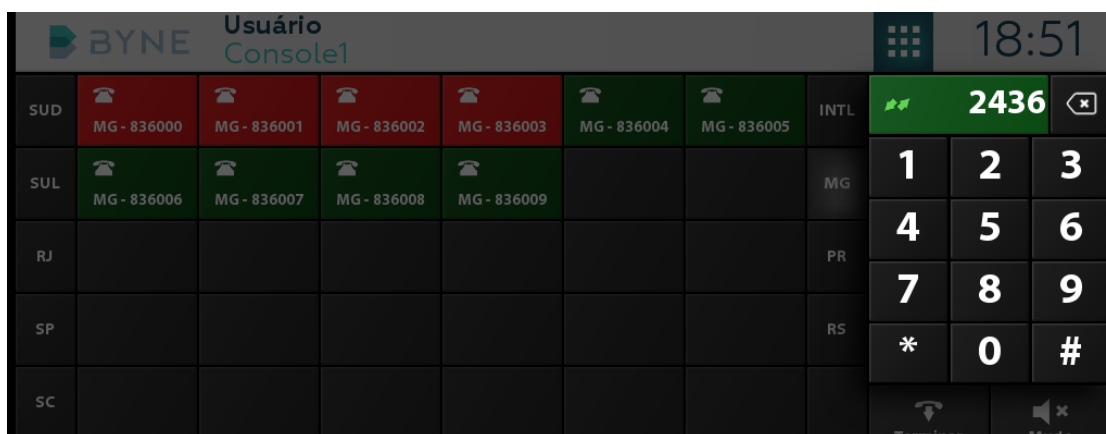 BYNE
Usuário
Console1
18:51
SUD
MG - 836000
MG - 836001
MG - 836002
MG - 836003
MG - 836004
MG - 836005
INTL
2436
SUL
MG - 836006
MG - 836007
MG - 836008
MG - 836009
MG
1 2 3
4 5 6
RJ
PR
7 8 9
SP
RS
* 0 #
SC